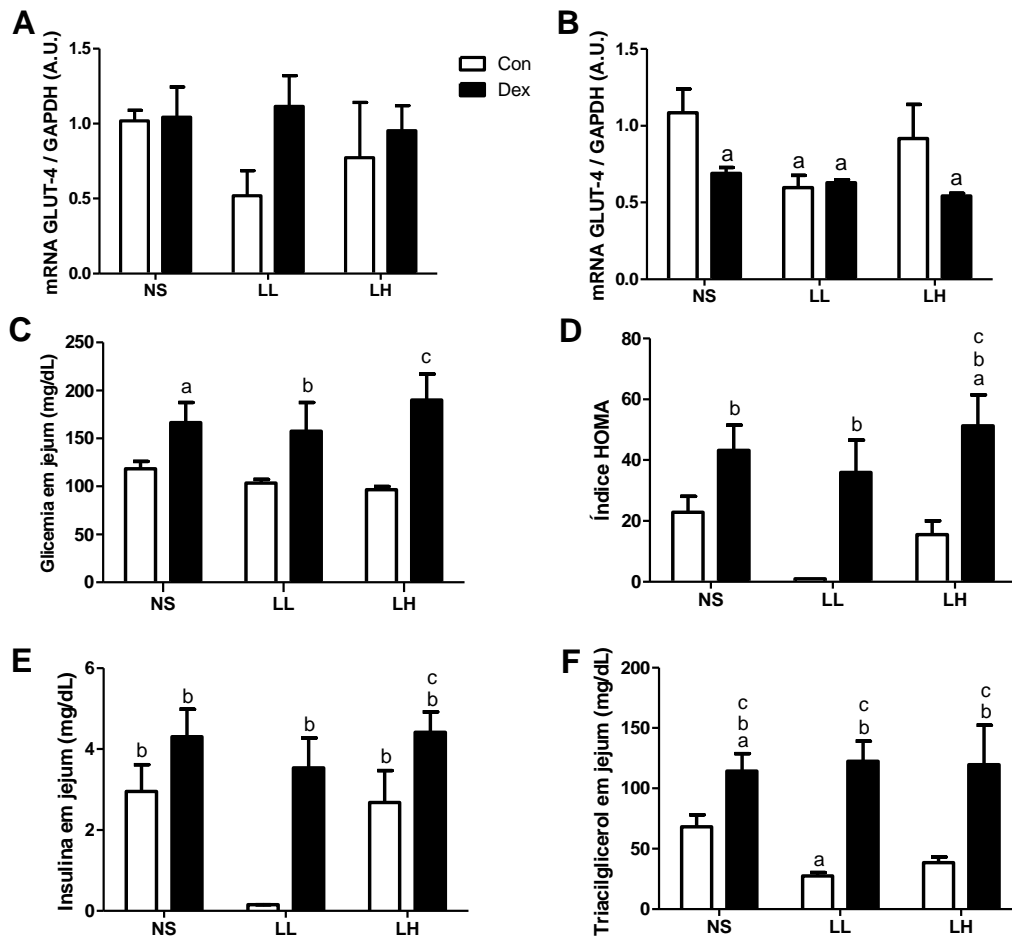 A
mRNA GLUT-4 / GAPDH (A.U.)
1.5
1.0
0.5
0.0
NS
LL
LH
Con
Dex
B
mRNA GLUT-4 / GAPDH (A.U.)
1.5
1.0
0.5
0.0
a
a
a
a
NS
LL
LH
C
Glicemia em jejum (mg/dL)
250
200
150
100
50
0
a
b
c
NS
LL
LH
D
Índice HOMA
80
60
40
20
0
b
b
c
b
a
NS
LL
LH
E
Insulina em jejum (mg/dL)
6
4
2
0
b
b
b
b
c
b
NS
LL
LH
F
Triacilglicerol em jejum (mg/dL)
200
150
100
50
0
c
b
a
a
c
b
c
b
NS
LL
LH